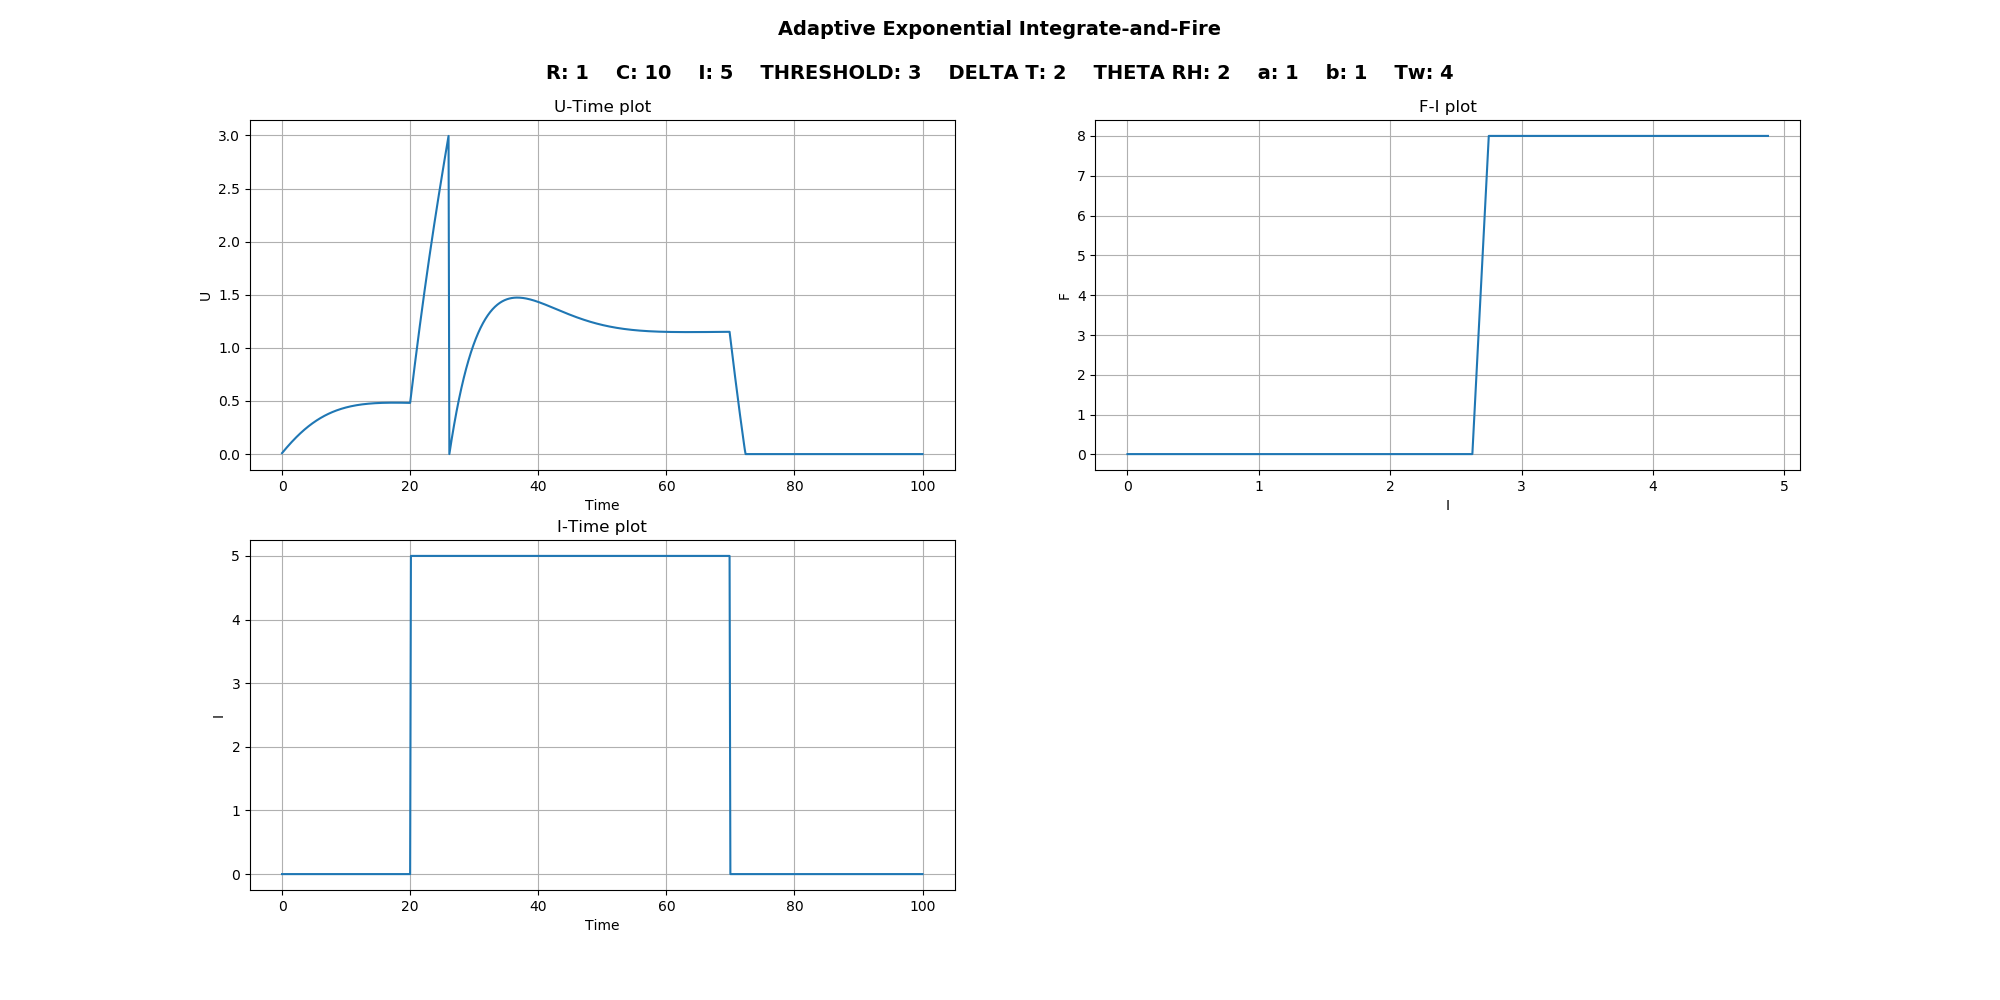 Adaptive Exponential Integrate-and-Fire
R: 1 C: 10 I: 5 THRESHOLD: 3 DELTA T: 2 THETA RH: 2 a: 1 b: 1 Tw: 4
U-Time plot
3.0
2.5
2.0
1.5
1.0
0.5
0.0
U
0 20 40 60 80 100
Time
F-I plot
8
7
6
5
4
3
2
1
0
F
0 1 2 3 4 5
I
I-Time plot
5
4
3
2
1
0
I
0 20 40 60 80 100
Time